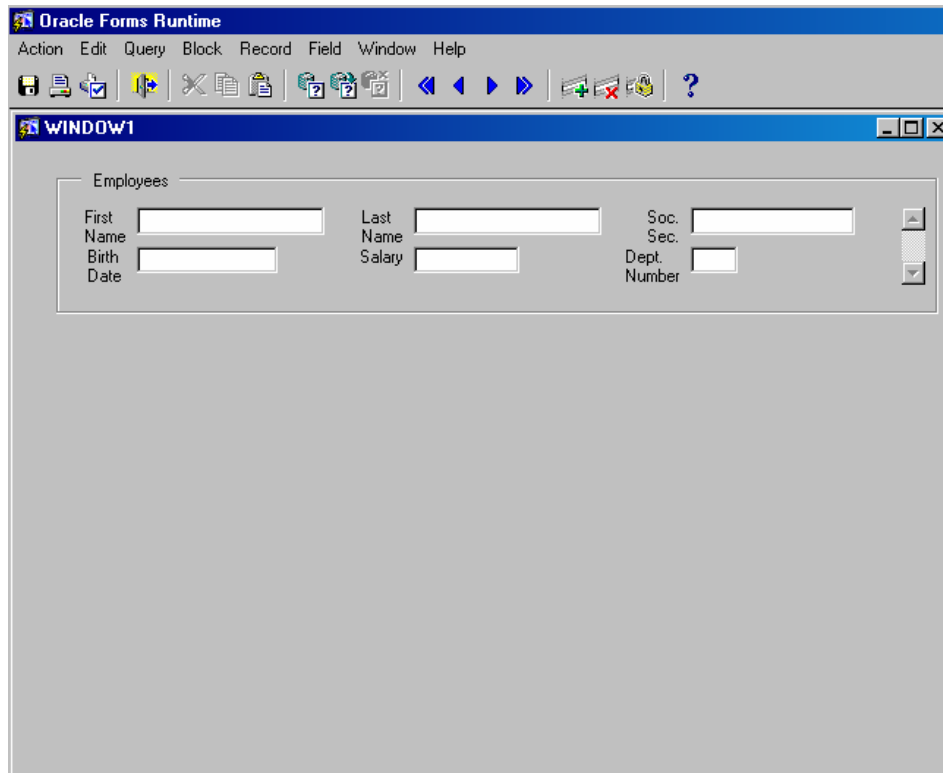 Oracle Forms Runtime
Action Edit Query Block Record Field Window Help
WINDOW1
Employees
First Name
Last Name
Soc. Sec.
Birth Date
Salary
Dept. Number